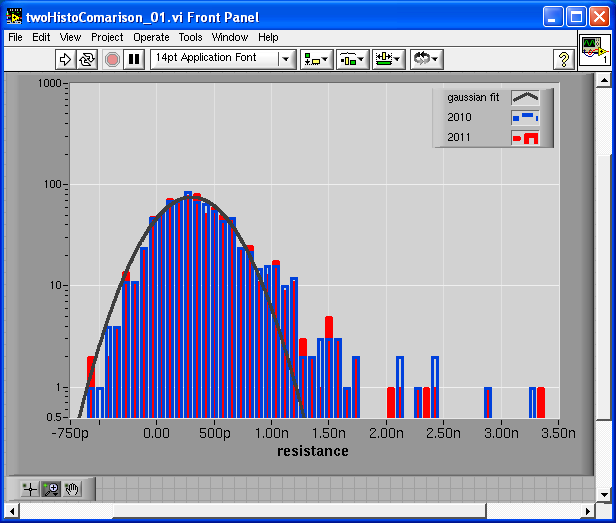 twoHistoComarison_01.vi Front Panel
File Edit View Project Operate Tools Window Help
14pt Application Font
?
1
1000
100
10
1
0.5
gaussian fit
2010
2011
-750p 0.00 500p 1.00n 1.50n 2.00n 2.50n 3.00n 3.50n
resistance